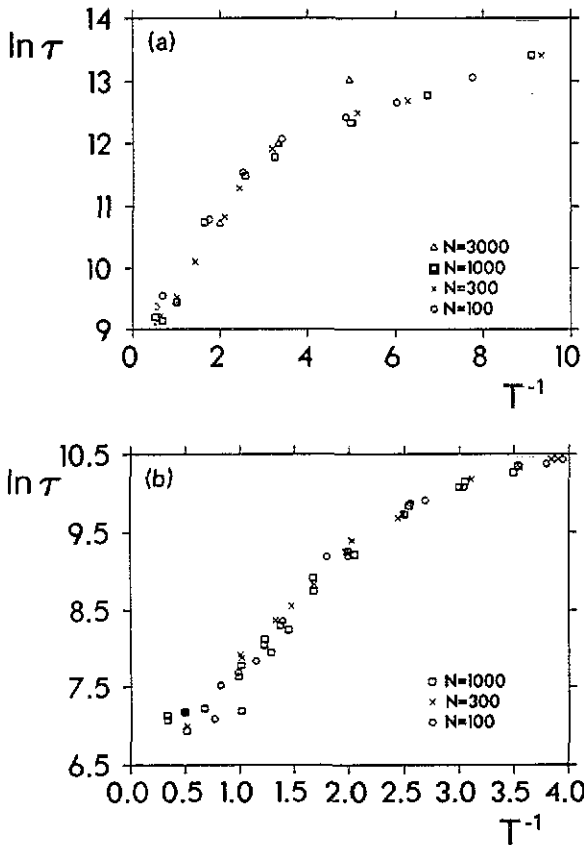 14
(a)
ln τ
13
12
11
10
9
△ N=3000
□ N=1000
× N=300
○ N=100
0 2 4 6 8 10
T⁻¹
10.5
(b)
ln τ
9.5
8.5
7.5
6.5
□ N=1000
× N=300
○ N=100
0.0 0.5 1.0 1.5 2.0 2.5 3.0 3.5 4.0
T⁻¹